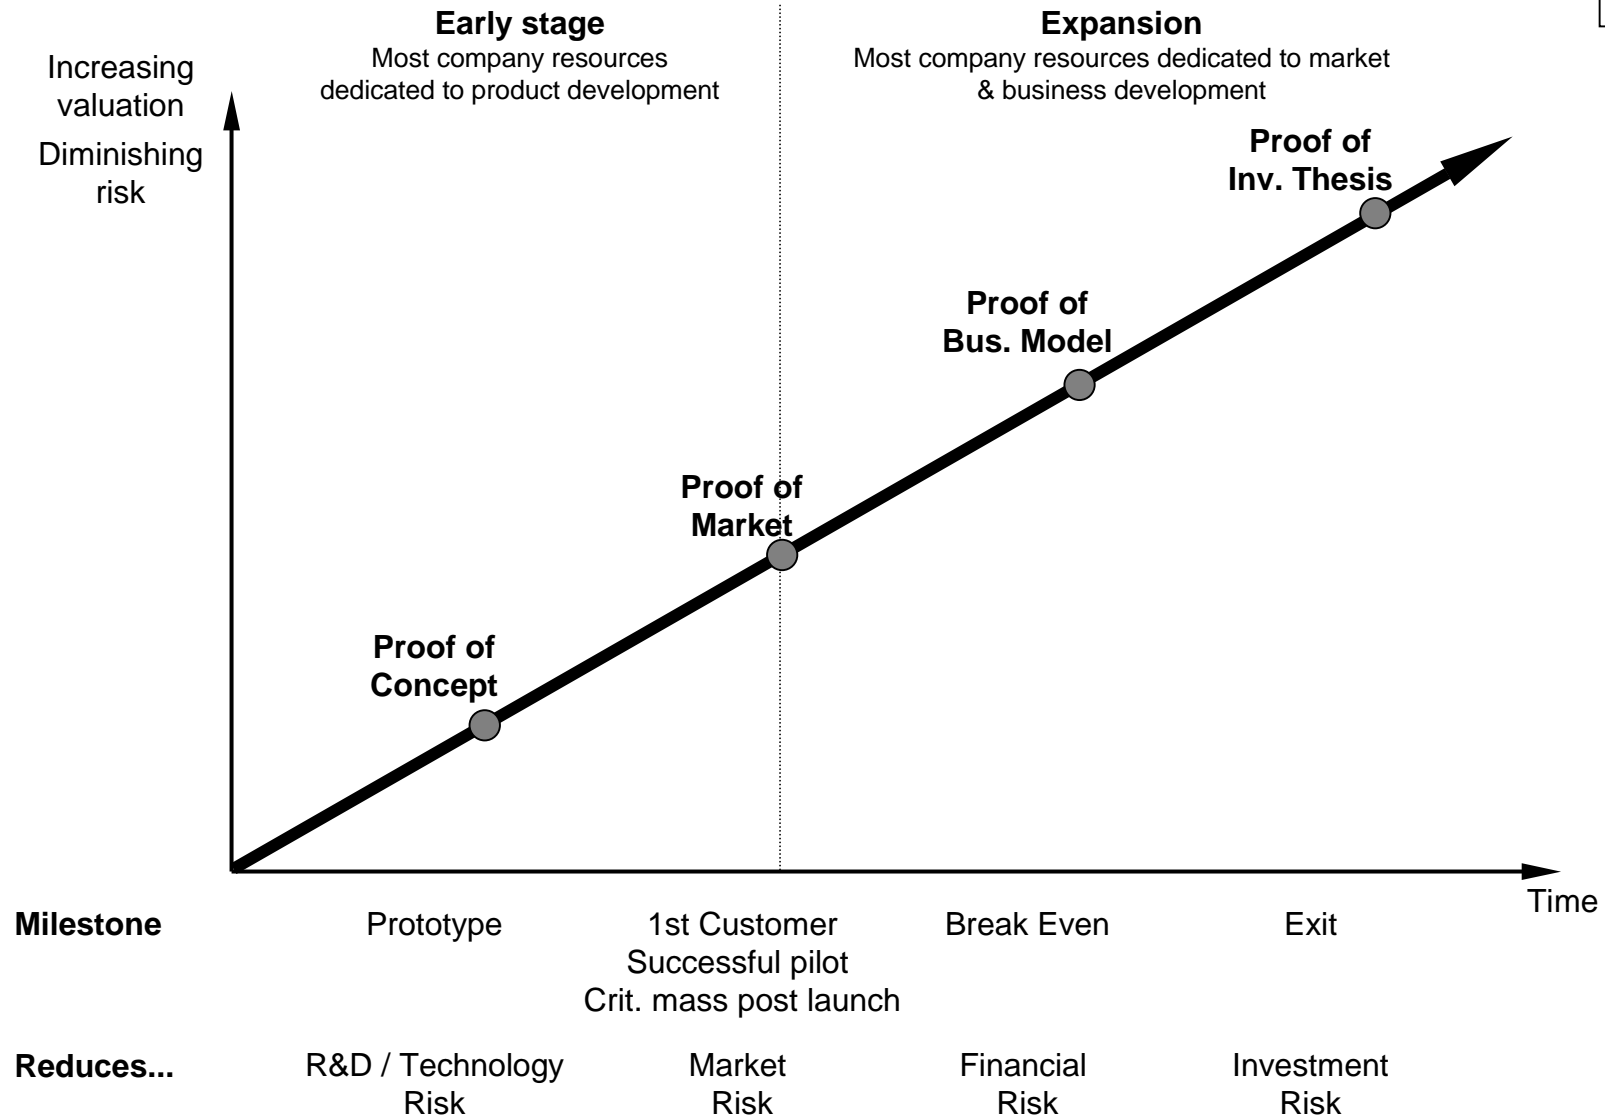 Early stage
Most company resources
dedicated to product development
Expansion
Most company resources dedicated to market
& business development
Increasing
valuation
Diminishing
risk
Proof of
Inv. Thesis
Proof of
Bus. Model
Proof of
Market
Proof of
Concept
Time
Milestone
Prototype
1st Customer
Successful pilot
Crit. mass post launch
Break Even
Exit
Reduces...
R&D / Technology
Risk
Market
Risk
Financial
Risk
Investment
Risk